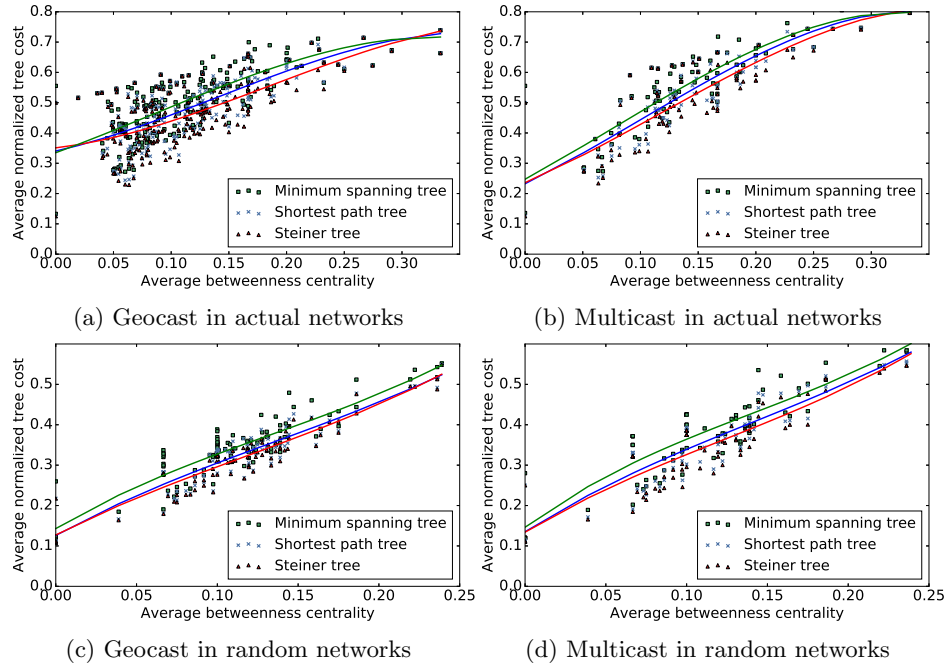 Average normalized tree cost
0.8
0.7
0.6
0.5
0.4
0.3
0.2
0.1
0.0
0.00 0.05 0.10 0.15 0.20 0.25 0.30
Average betweenness centrality
Minimum spanning tree
Shortest path tree
Steiner tree
(a) Geocast in actual networks
Average normalized tree cost
0.8
0.7
0.6
0.5
0.4
0.3
0.2
0.1
0.0
0.00 0.05 0.10 0.15 0.20 0.25 0.30
Average betweenness centrality
Minimum spanning tree
Shortest path tree
Steiner tree
(b) Multicast in actual networks
Average normalized tree cost
0.5
0.4
0.3
0.2
0.1
0.0
0.00 0.05 0.10 0.15 0.20 0.25
Average betweenness centrality
Minimum spanning tree
Shortest path tree
Steiner tree
(c) Geocast in random networks
Average normalized tree cost
0.5
0.4
0.3
0.2
0.1
0.0
0.00 0.05 0.10 0.15 0.20 0.25
Average betweenness centrality
Minimum spanning tree
Shortest path tree
Steiner tree
(d) Multicast in random networks